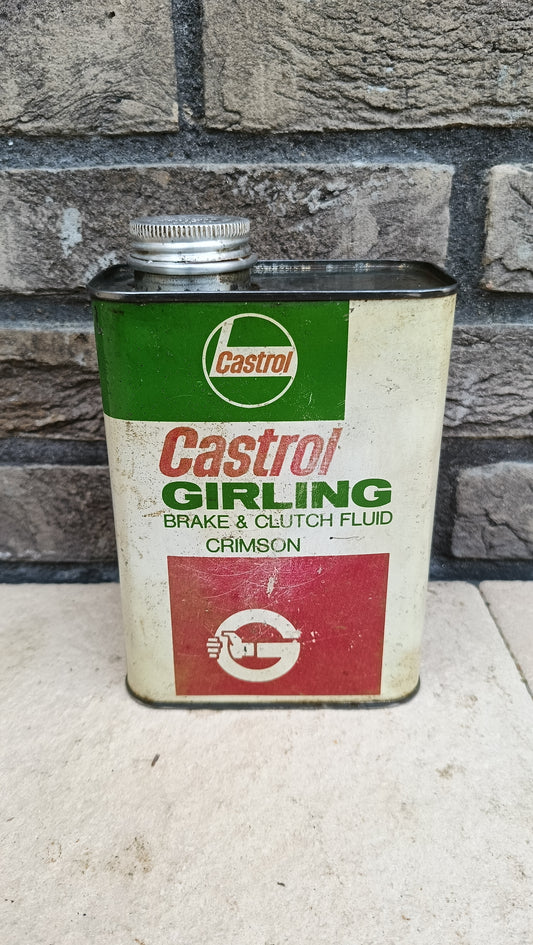 Castrol
Castrol
GIRLING
BRAKE & CLUTCH FLUID
CRIMSON